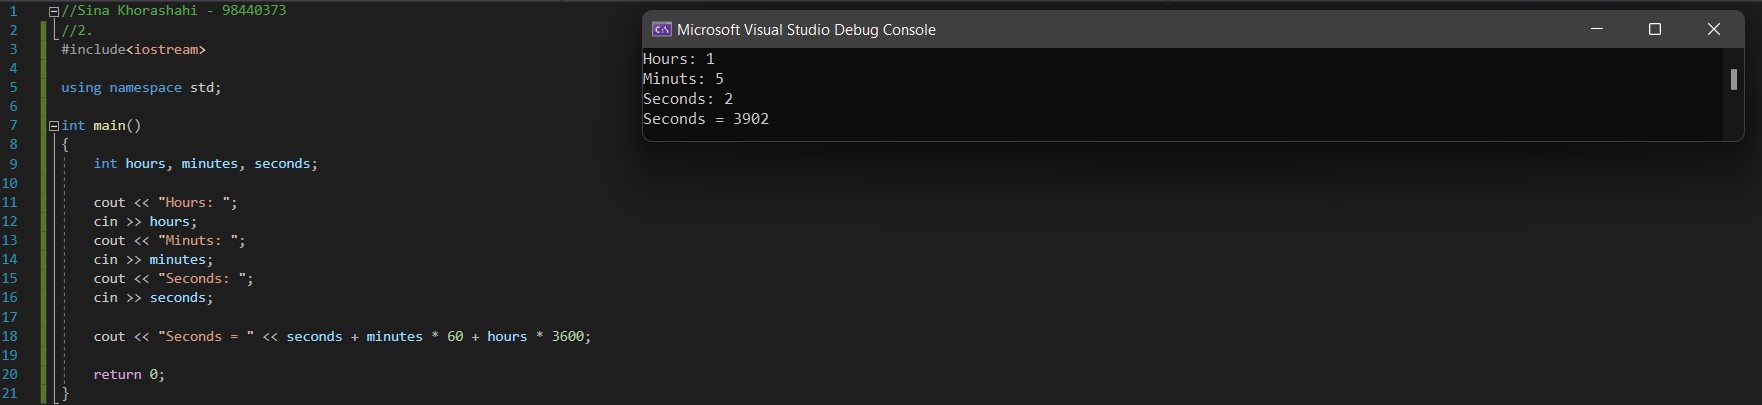 1 //Sina Khorashahi - 98440373
2 //2.
3 #include<iostream>
4
5 using namespace std;
6
7 int main()
8 {
9 int hours, minutes, seconds;
10
11 cout << "Hours: ";
12 cin >> hours;
13 cout << "Minuts: ";
14 cin >> minutes;
15 cout << "Seconds: ";
16 cin >> seconds;
17
18 cout << "Seconds = " << seconds + minutes * 60 + hours * 3600;
19
20 return 0;
21 }
C:\ Microsoft Visual Studio Debug Console
Hours: 1
Minuts: 5
Seconds: 2
Seconds = 3902